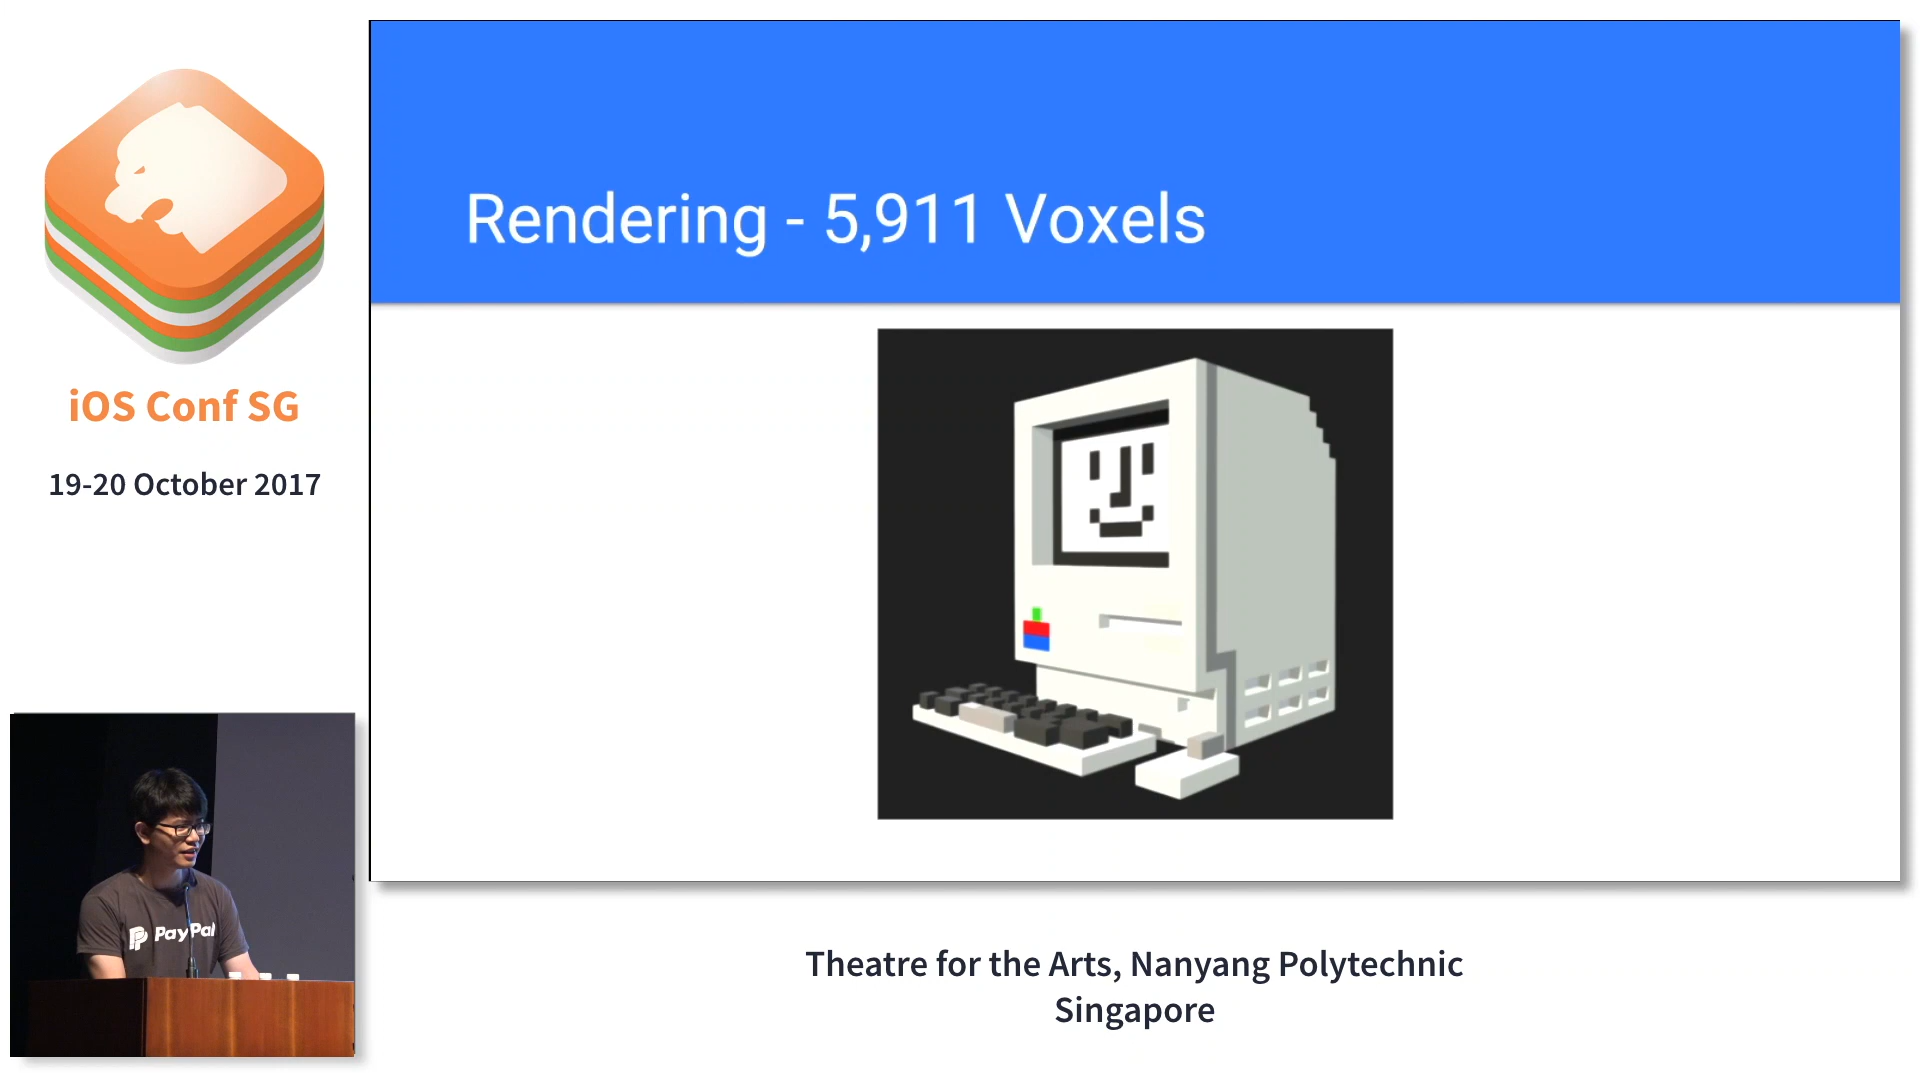 iOS Conf SG
19-20 October 2017
Rendering - 5,911 Voxels
PayPal
Theatre for the Arts, Nanyang Polytechnic
Singapore